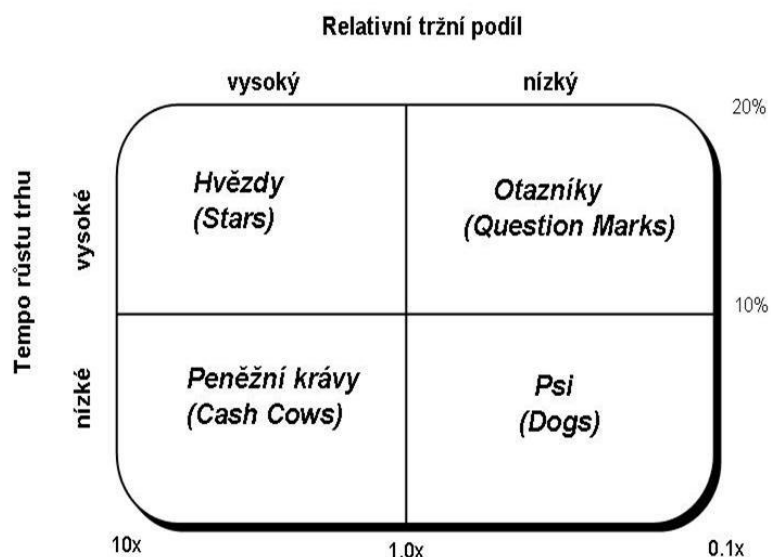 Relativní tržní podíl
vysoký
nízký
20%
Tempo růstu trhu
vysoké
Hvězdy
(Stars)
Otazníky
(Question Marks)
10%
nízké
Peněžní krávy
(Cash Cows)
Psi
(Dogs)
10x
1.0x
0.1x